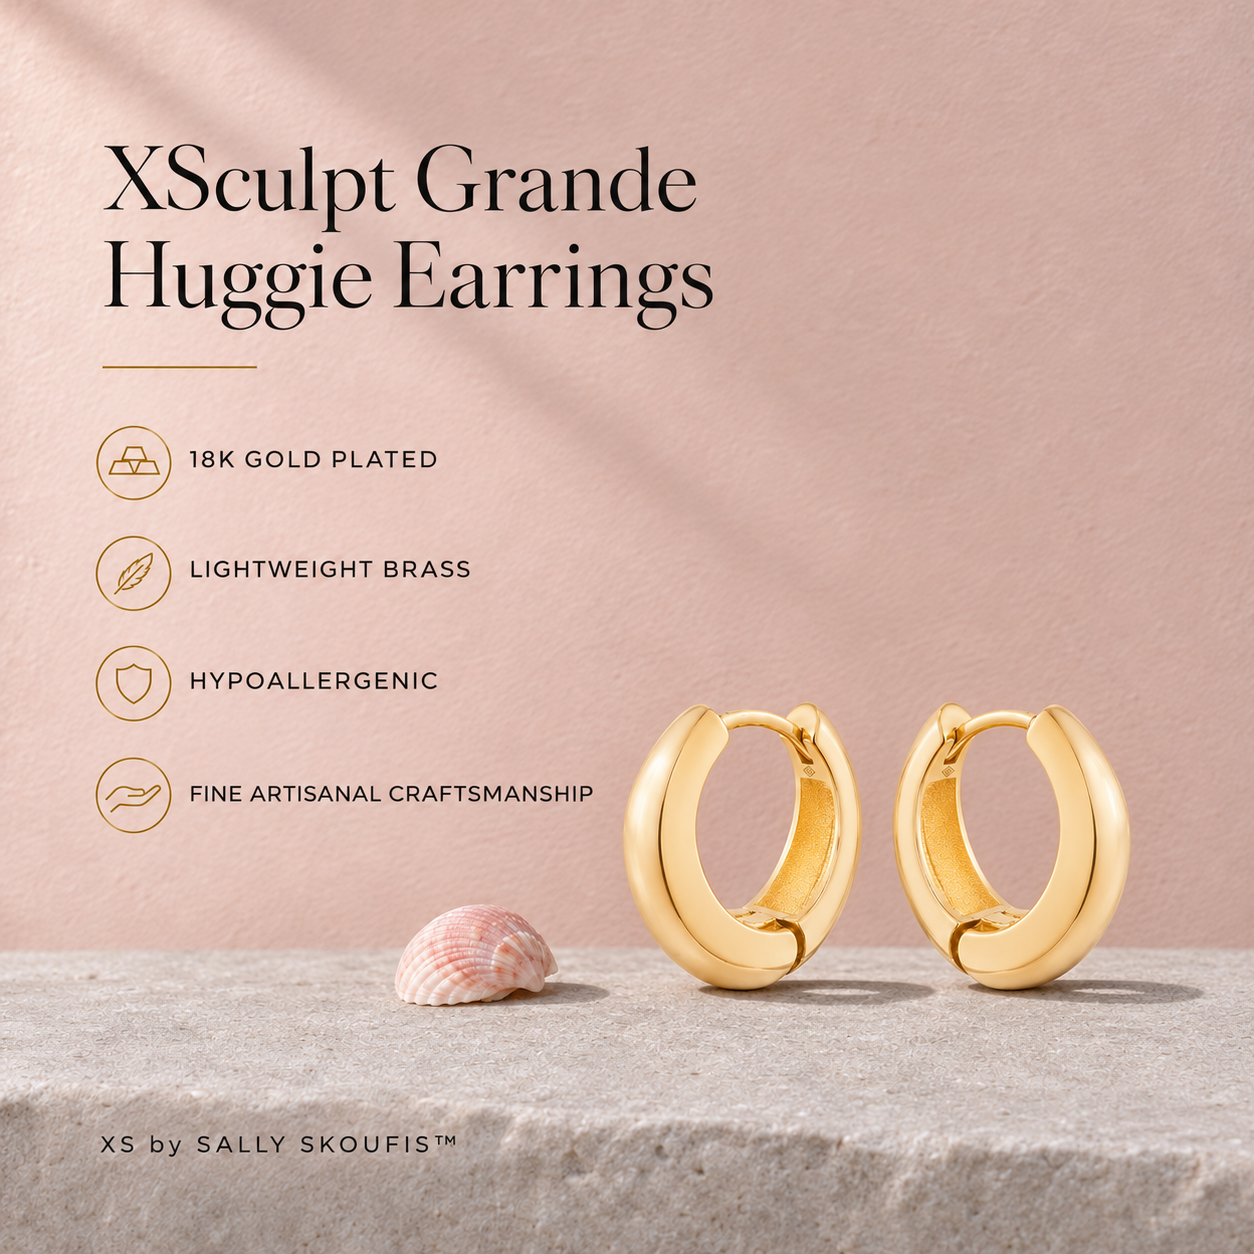 XSculpt Grande
Huggie Earrings
18K GOLD PLATED
LIGHTWEIGHT BRASS
HYPOALLERGENIC
FINE ARTISANAL CRAFTSMANSHIP
XS by SALLY SKOUFIS™